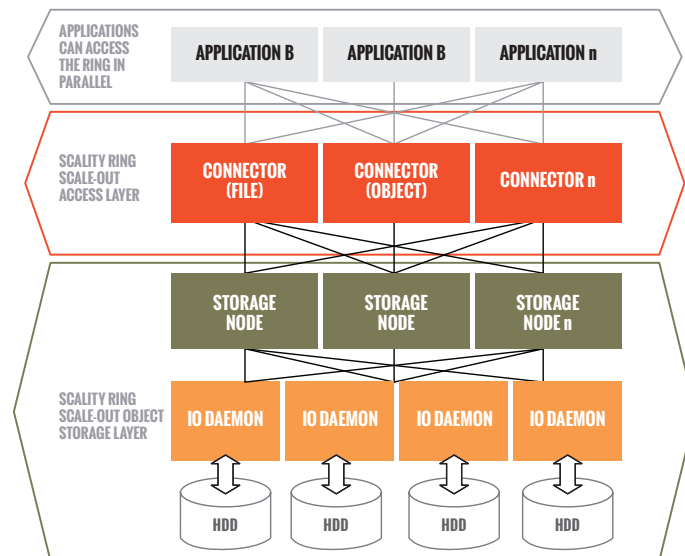 APPLICATIONS
CAN ACCESS
THE RING IN
PARALLEL
APPLICATION B
APPLICATION B
APPLICATION n
SCALITY RING
SCALE-OUT
ACCESS LAYER
CONNECTOR
(FILE)
CONNECTOR
(OBJECT)
CONNECTOR n
STORAGE
NODE
STORAGE
NODE
STORAGE
NODE n
SCALITY RING
SCALE-OUT OBJECT
STORAGE LAYER
IO DAEMON
IO DAEMON
IO DAEMON
IO DAEMON
HDD
HDD
HDD
HDD